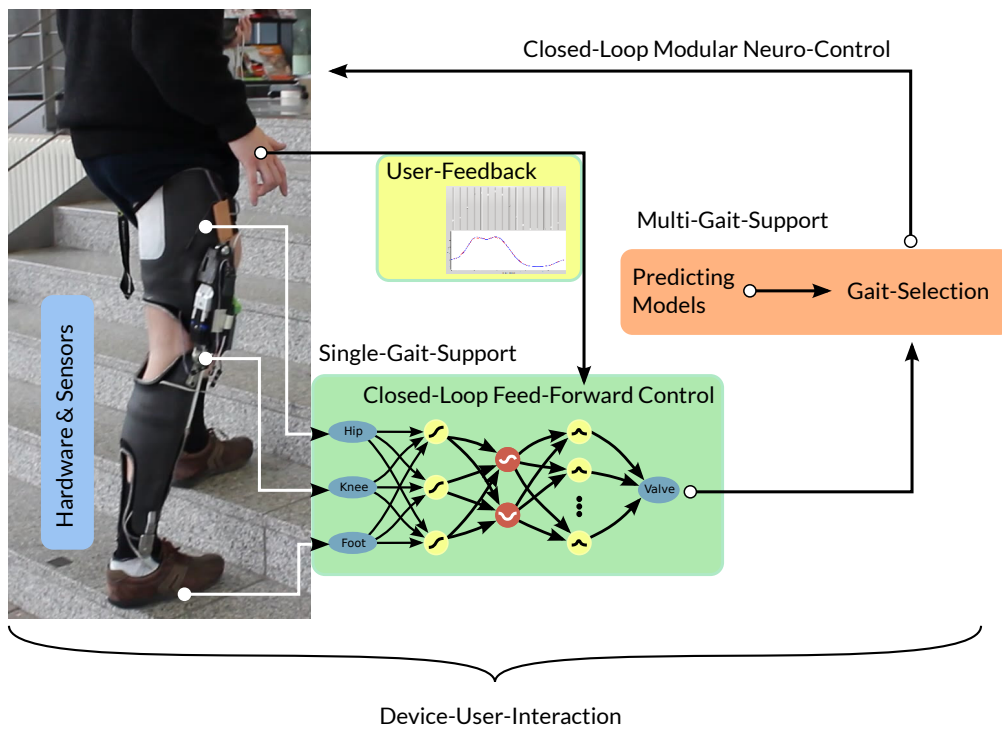 Closed-Loop Modular Neuro-Control
User-Feedback
Multi-Gait-Support
Predicting
Models
Gait-Selection
Hardware & Sensors
Single-Gait-Support
Closed-Loop Feed-Forward Control
Hip
Knee
Foot
Valve
Device-User-Interaction